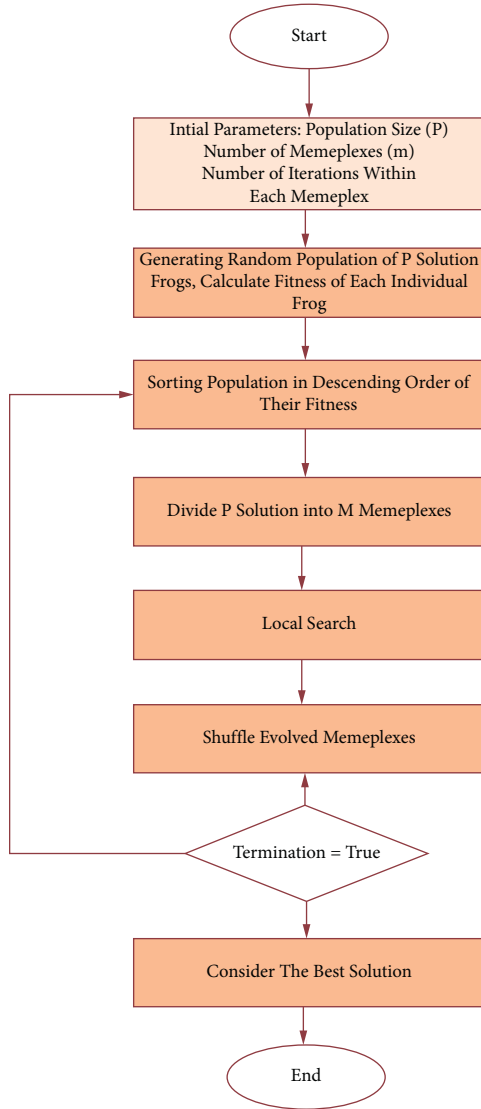 Start
Intial Parameters: Population Size (P)
Number of Memeplexes (m)
Number of Iterations Within
Each Memeplex
Generating Random Population of P Solution
Frogs, Calculate Fitness of Each Individual
Frog
Sorting Population in Descending Order of
Their Fitness
Divide P Solution into M Memeplexes
Local Search
Shuffle Evolved Memeplexes
Termination = True
Consider The Best Solution
End